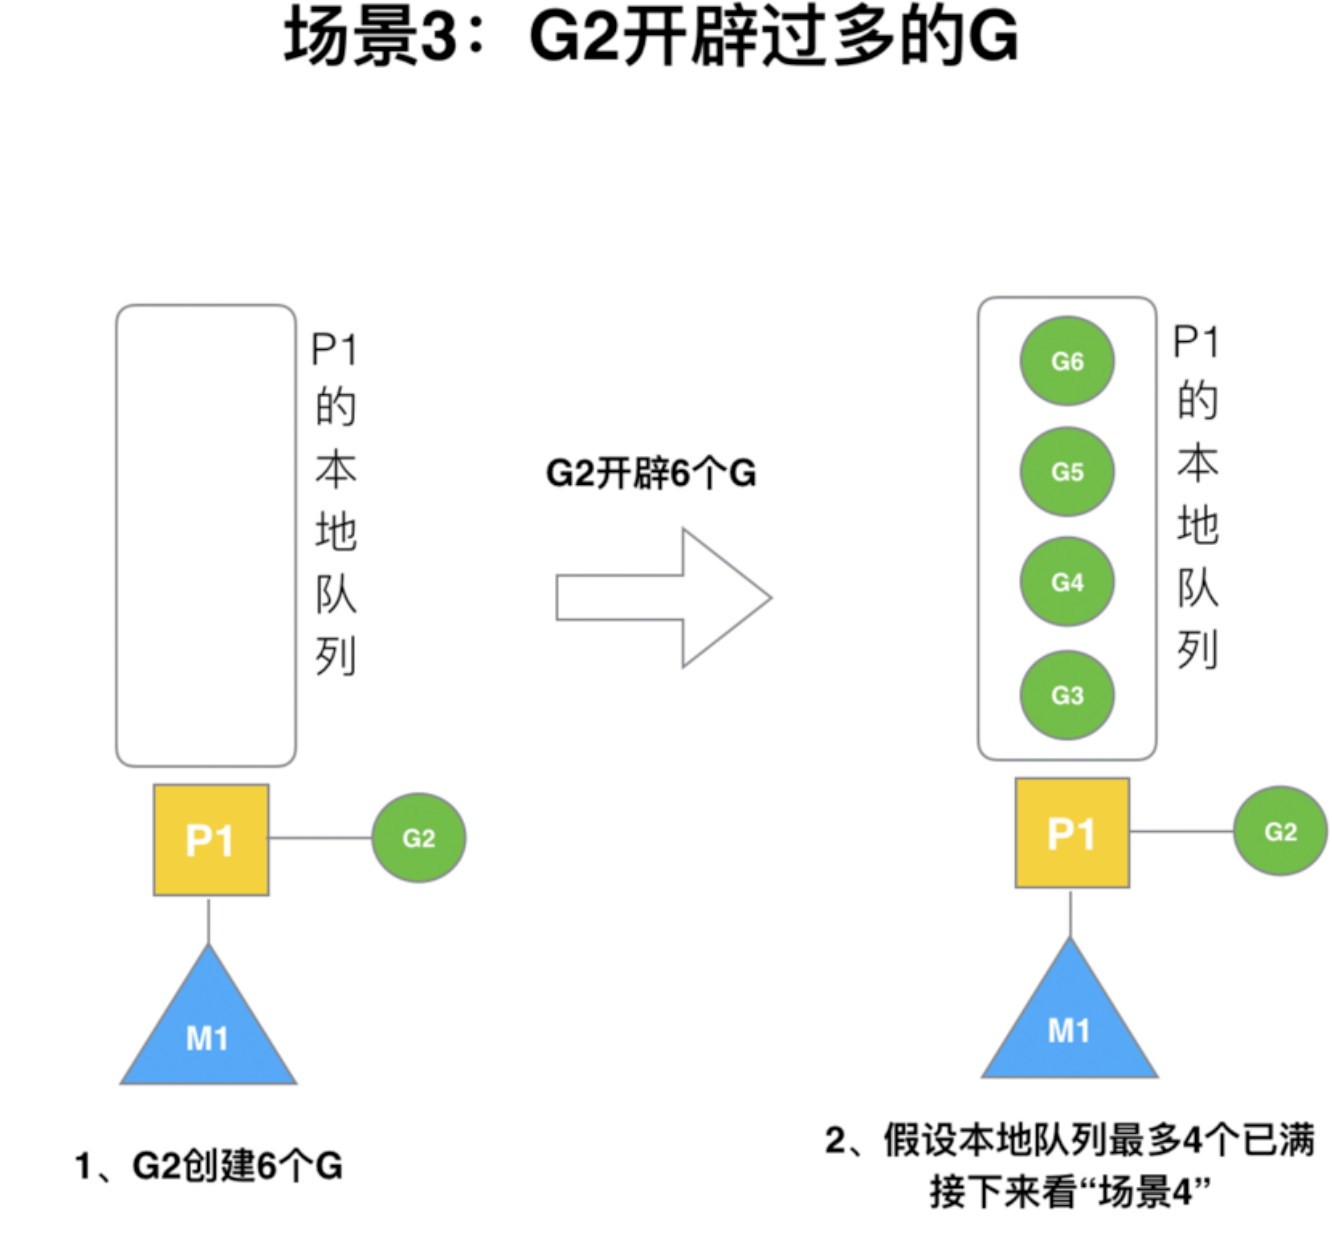 场景3：G2开辟过多的G
P1的本地队列
P1
G2
M1
1、G2创建6个G
G2开辟6个G
G6
G5
G4
G3
P1的本地队列
P1
G2
M1
2、假设本地队列最多4个已满
接下来看“场景4”